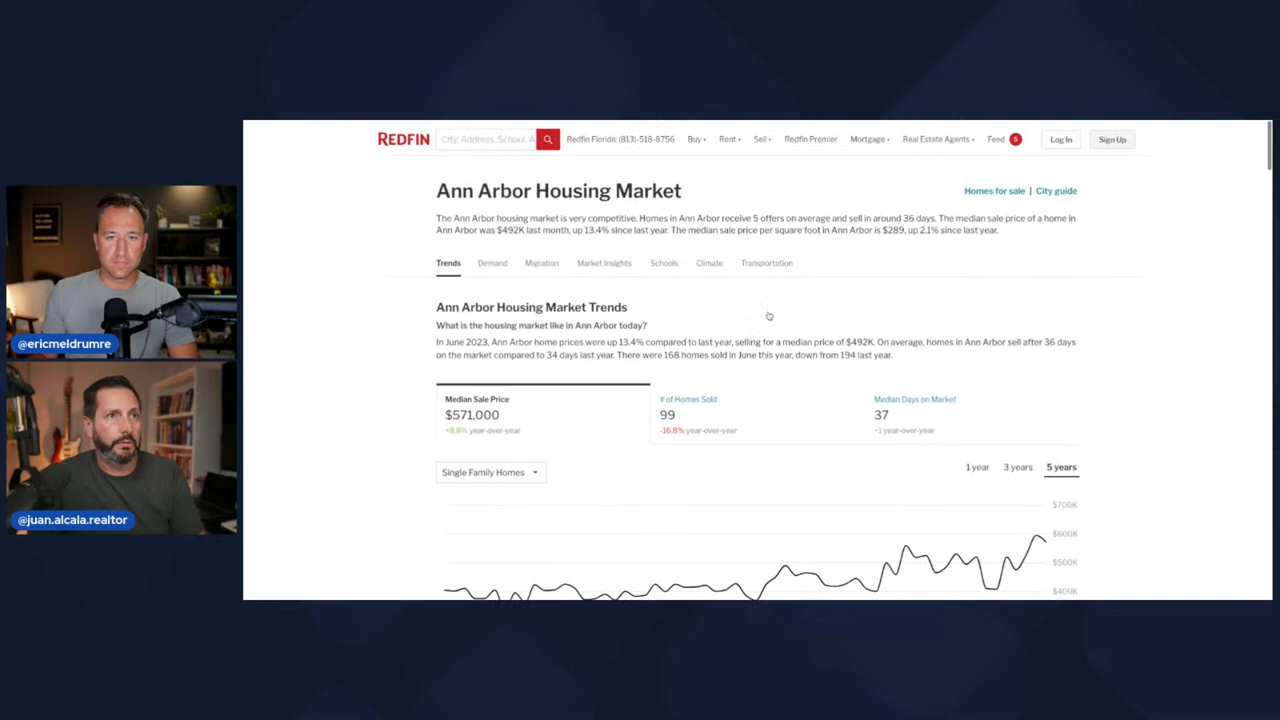 REDFIN
City, Address, School, A
Redfin Florida: (813)-518-8756
Buy
Rent
Sell
Redfin Premier
Mortgage
Real Estate Agents
Feed
5
Log In
Sign Up
Ann Arbor Housing Market
Homes for sale | City guide
The Ann Arbor housing market is very competitive. Homes in Ann Arbor receive 5 offers on average and sell in around 36 days. The median sale price of a home in
Ann Arbor was $492K last month, up 13.4% since last year. The median sale price per square foot in Ann Arbor is $289, up 2.1% since last year.
Trends
Demand
Migration
Market Insights
Schools
Climate
Transportation
Ann Arbor Housing Market Trends
What is the housing market like in Ann Arbor today?
In June 2023, Ann Arbor home prices were up 13.4% compared to last year, selling for a median price of $492K. On average, homes in Ann Arbor sell after 36 days
on the market compared to 34 days last year. There were 168 homes sold in June this year, down from 194 last year.
Median Sale Price
$571,000
+8.8% year-over-year
# of Homes Sold
99
-16.8% year-over-year
Median Days on Market
37
+1 year-over-year
Single Family Homes
1 year
3 years
5 years
$700K
$600K
$500K
$400K
@ericmeldrumre
@juan.alcala.realtor